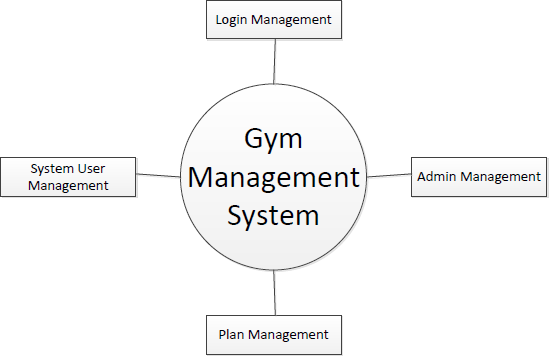 Login Management
Gym
Management
System
System User
Management
Admin Management
Plan Management